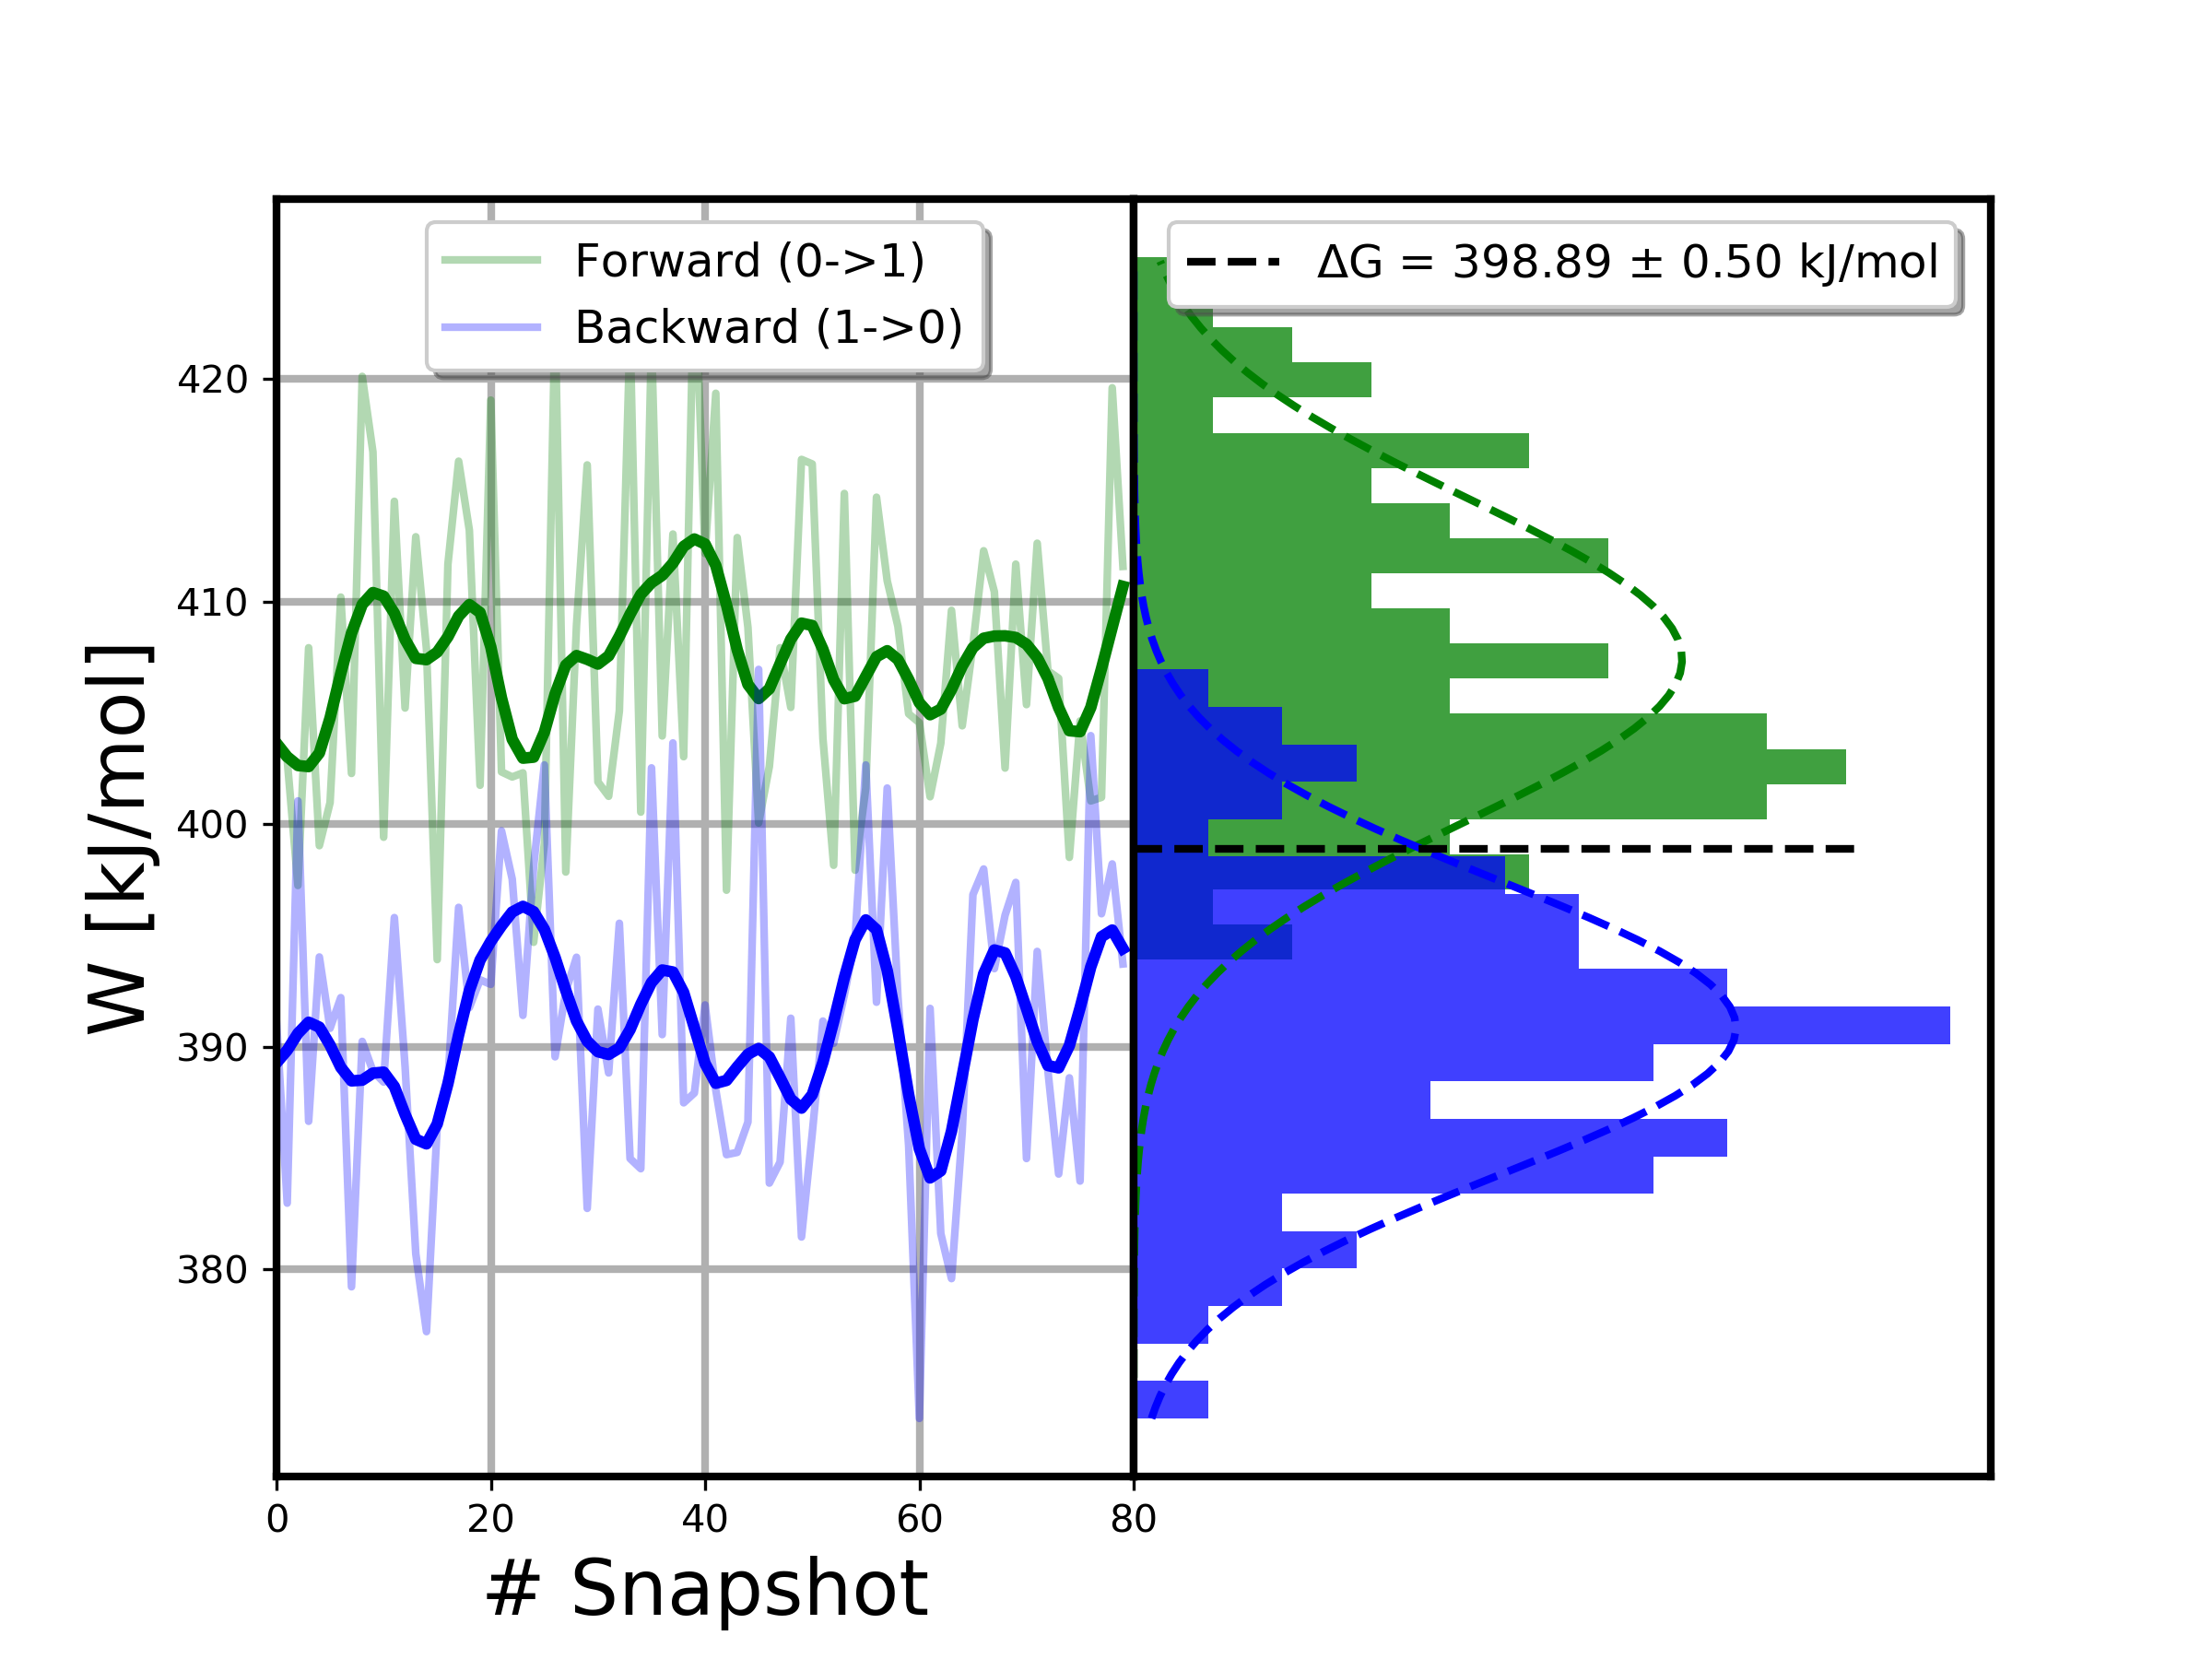 Forward (0->1)
Backward (1->0)
ΔG = 398.89 ± 0.50 kJ/mol
W [kJ/mol]
420
410
400
390
380
0 20 40 60 80
# Snapshot